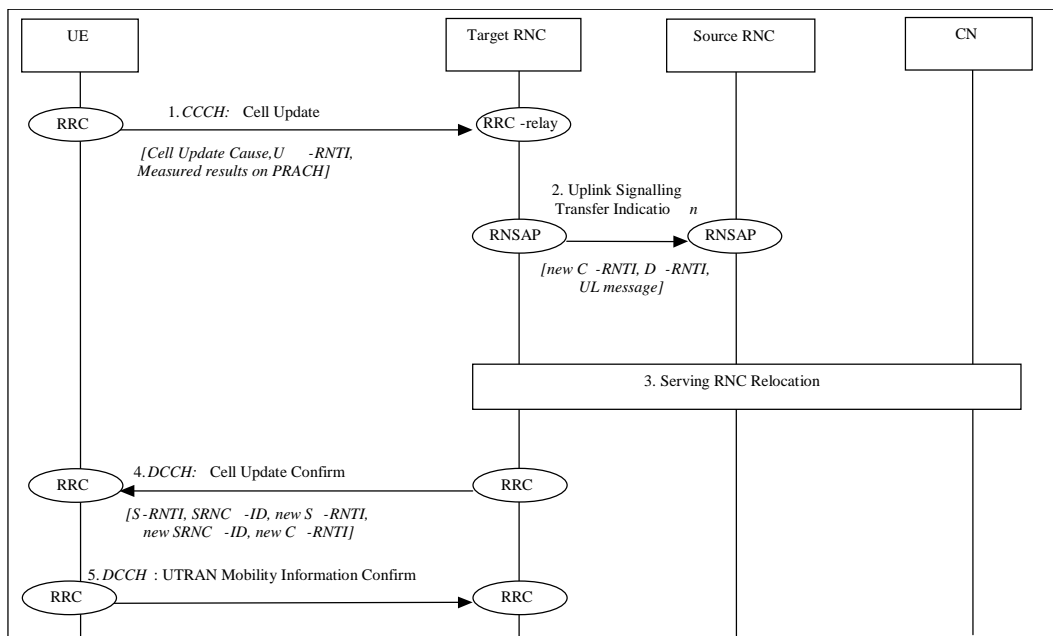 UE
Target RNC
Source RNC
CN
1. CCCH: Cell Update
RRC
RRC -relay
[Cell Update Cause,U -RNTI,
Measured results on PRACH]
2. Uplink Signalling
Transfer Indicatio n
RNSAP
RNSAP
[new C -RNTI, D -RNTI,
UL message]
3. Serving RNC Relocation
4. DCCH: Cell Update Confirm
RRC
RRC
[S-RNTI, SRNC -ID, new S -RNTI,
new SRNC -ID, new C -RNTI]
5. DCCH : UTRAN Mobility Information Confirm
RRC
RRC